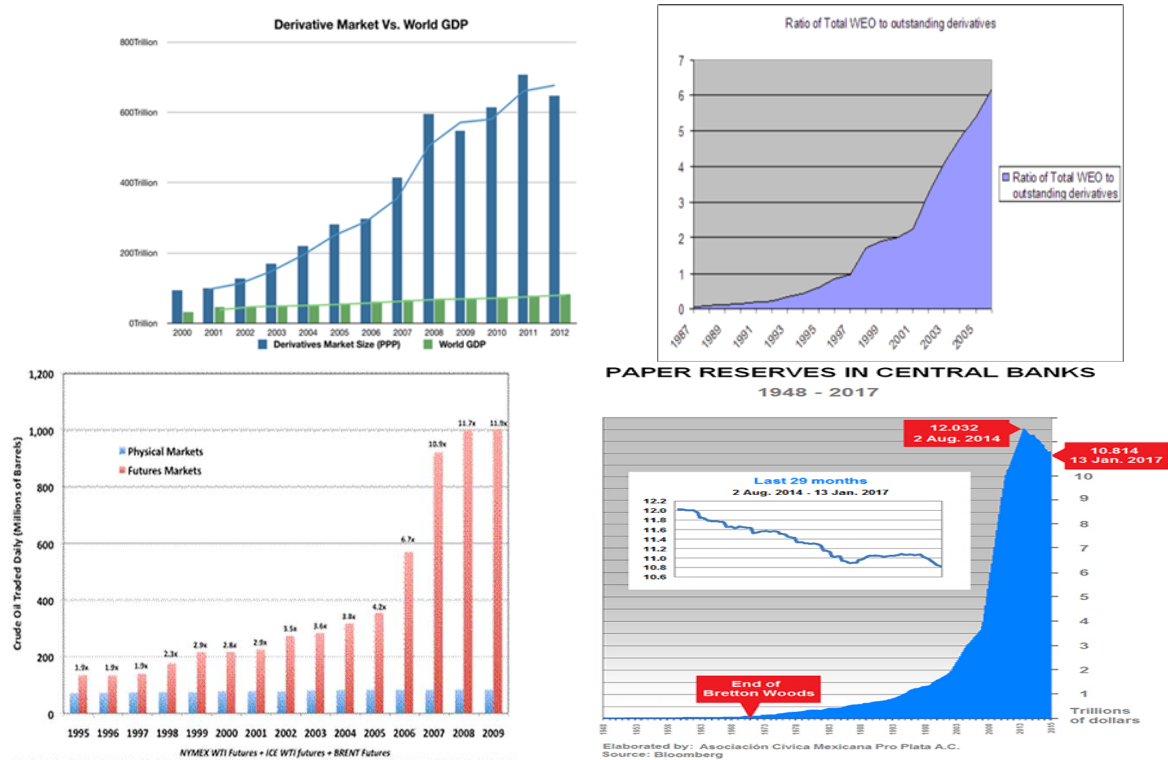 Derivative Market Vs. World GDP
800Trillion
600Trillion
400Trillion
200Trillion
0Trillion
2000 2001 2002 2003 2004 2005 2006 2007 2008 2009 2010 2011 2012
Derivatives Market Size (PPP) World GDP
Ratio of Total WEO to outstanding derivatives
7
6
5
4
3
2
1
0
1987 1989 1991 1993 1995 1997 1999 2001 2003 2005
Ratio of Total WEO to
outstanding derivatives
1,200
1,000
800
600
400
200
0
Crude Oil Traded Daily (Millions of Barrels)
Physical Markets
Futures Markets
1.9x 1.9x 1.9x 2.3x 2.9x 2.8x 2.9x 3.5x 3.6x 3.8x 4.2x 6.7x 10.9x 11.7x 11.9x
1995 1996 1997 1998 1999 2000 2001 2002 2003 2004 2005 2006 2007 2008 2009
NYMEX WTI Futures + ICE WTI futures + BRENT Futures
PAPER RESERVES IN CENTRAL BANKS
1948 - 2017
12.032
2 Aug. 2014
10.814
13 Jan. 2017
Last 29 months
2 Aug. 2014 - 13 Jan. 2017
12.2
12.0
11.8
11.6
11.4
11.2
11.0
10.8
10.6
10
9
8
7
6
5
4
3
2
1
Trillions
of dollars
End of
Bretton Woods
Elaborated by: Asociación Cívica Mexicana Pro Plata A.C.
Source: Bloomberg